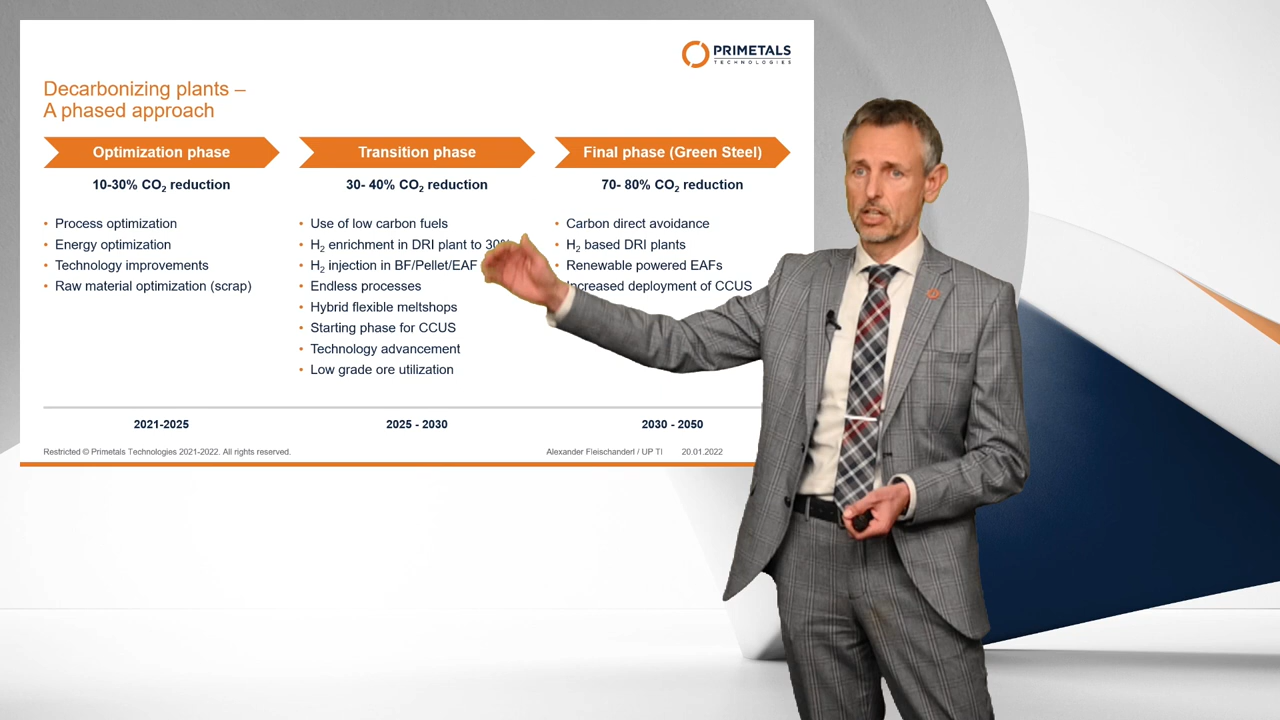 PRIMETALS
TECHNOLOGIES
Decarbonizing plants –
A phased approach
Optimization phase
10-30% CO2 reduction
• Process optimization
• Energy optimization
• Technology improvements
• Raw material optimization (scrap)
2021-2025
Transition phase
30- 40% CO2 reduction
• Use of low carbon fuels
• H2 enrichment in DRI plant to 30%
• H2 injection in BF/Pellet/EAF
• Endless processes
• Hybrid flexible meltshops
• Starting phase for CCUS
• Technology advancement
• Low grade ore utilization
2025 - 2030
Final phase (Green Steel)
70- 80% CO2 reduction
• Carbon direct avoidance
• H2 based DRI plants
• Renewable powered EAFs
Increased deployment of CCUS
2030 - 2050
Restricted © Primetals Technologies 2021-2022. All rights reserved.
Alexander Fleischanderl / UP TI 20.01.2022